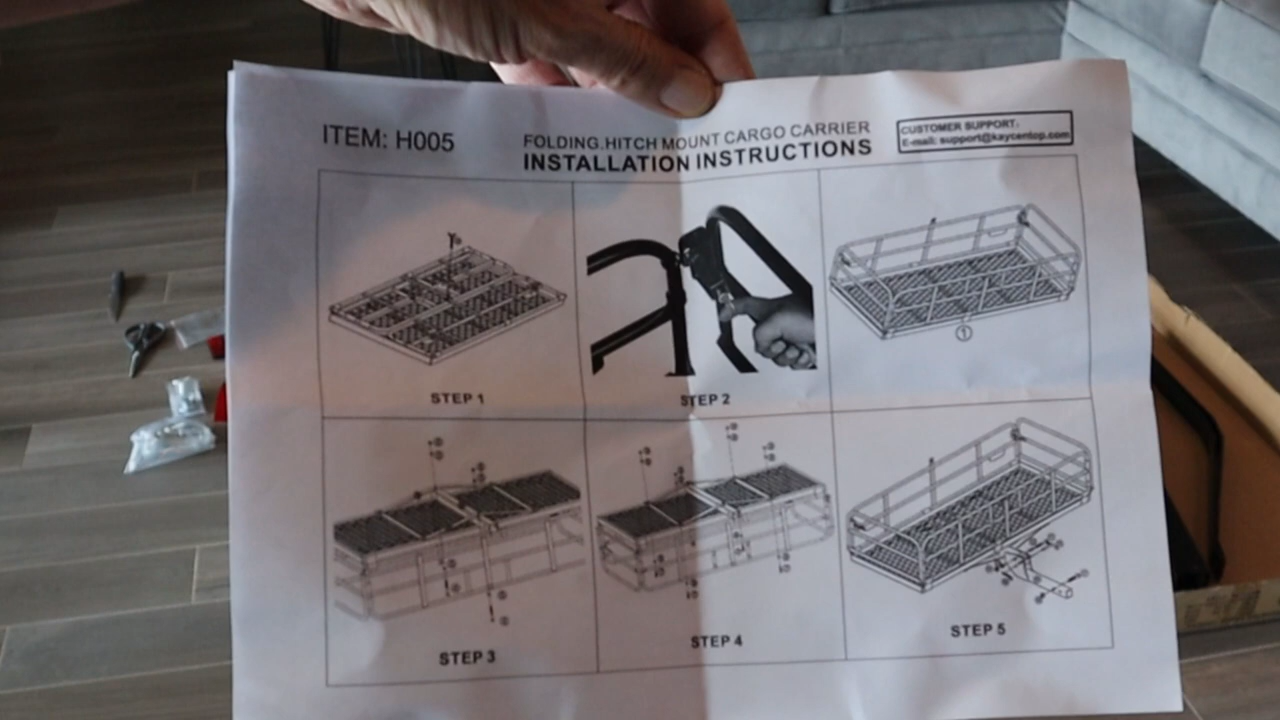 ITEM: H005
FOLDING.HITCH MOUNT CARGO CARRIER
INSTALLATION INSTRUCTIONS
CUSTOMER SUPPORT:
E-mail: support@kaycentop.com
STEP 1
STEP 2
1
STEP 3
STEP 4
STEP 5